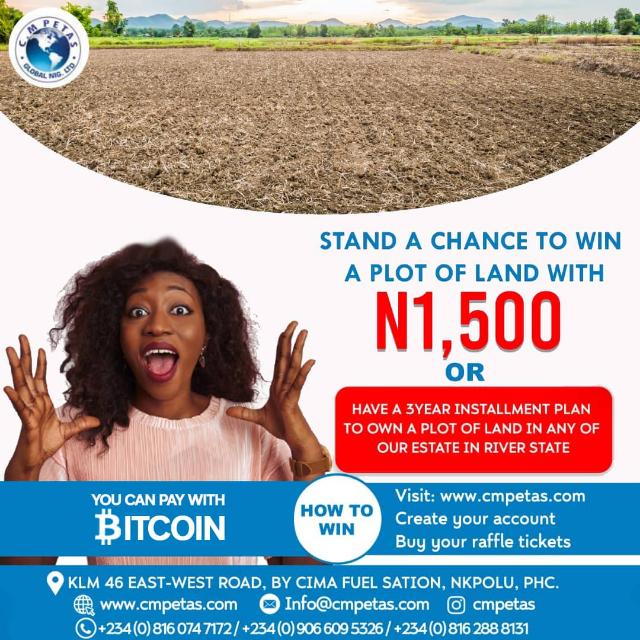 C M PETAS
GLOBAL NIG. LTD
STAND A CHANCE TO WIN
A PLOT OF LAND WITH
N1,500
OR
HAVE A 3YEAR INSTALLMENT PLAN
TO OWN A PLOT OF LAND IN ANY OF
OUR ESTATE IN RIVER STATE
YOU CAN PAY WITH
BITCOIN
HOW TO
WIN
Visit: www.cmpetas.com
Create your account
Buy your raffle tickets
KLM 46 EAST-WEST ROAD, BY CIMA FUEL SATION, NKPOLU, PHC.
www.cmpetas.com Info@cmpetas.com cmpetas
+234(0) 816 074 7172 / +234(0) 906 609 5326 / +234(0) 816 288 8131